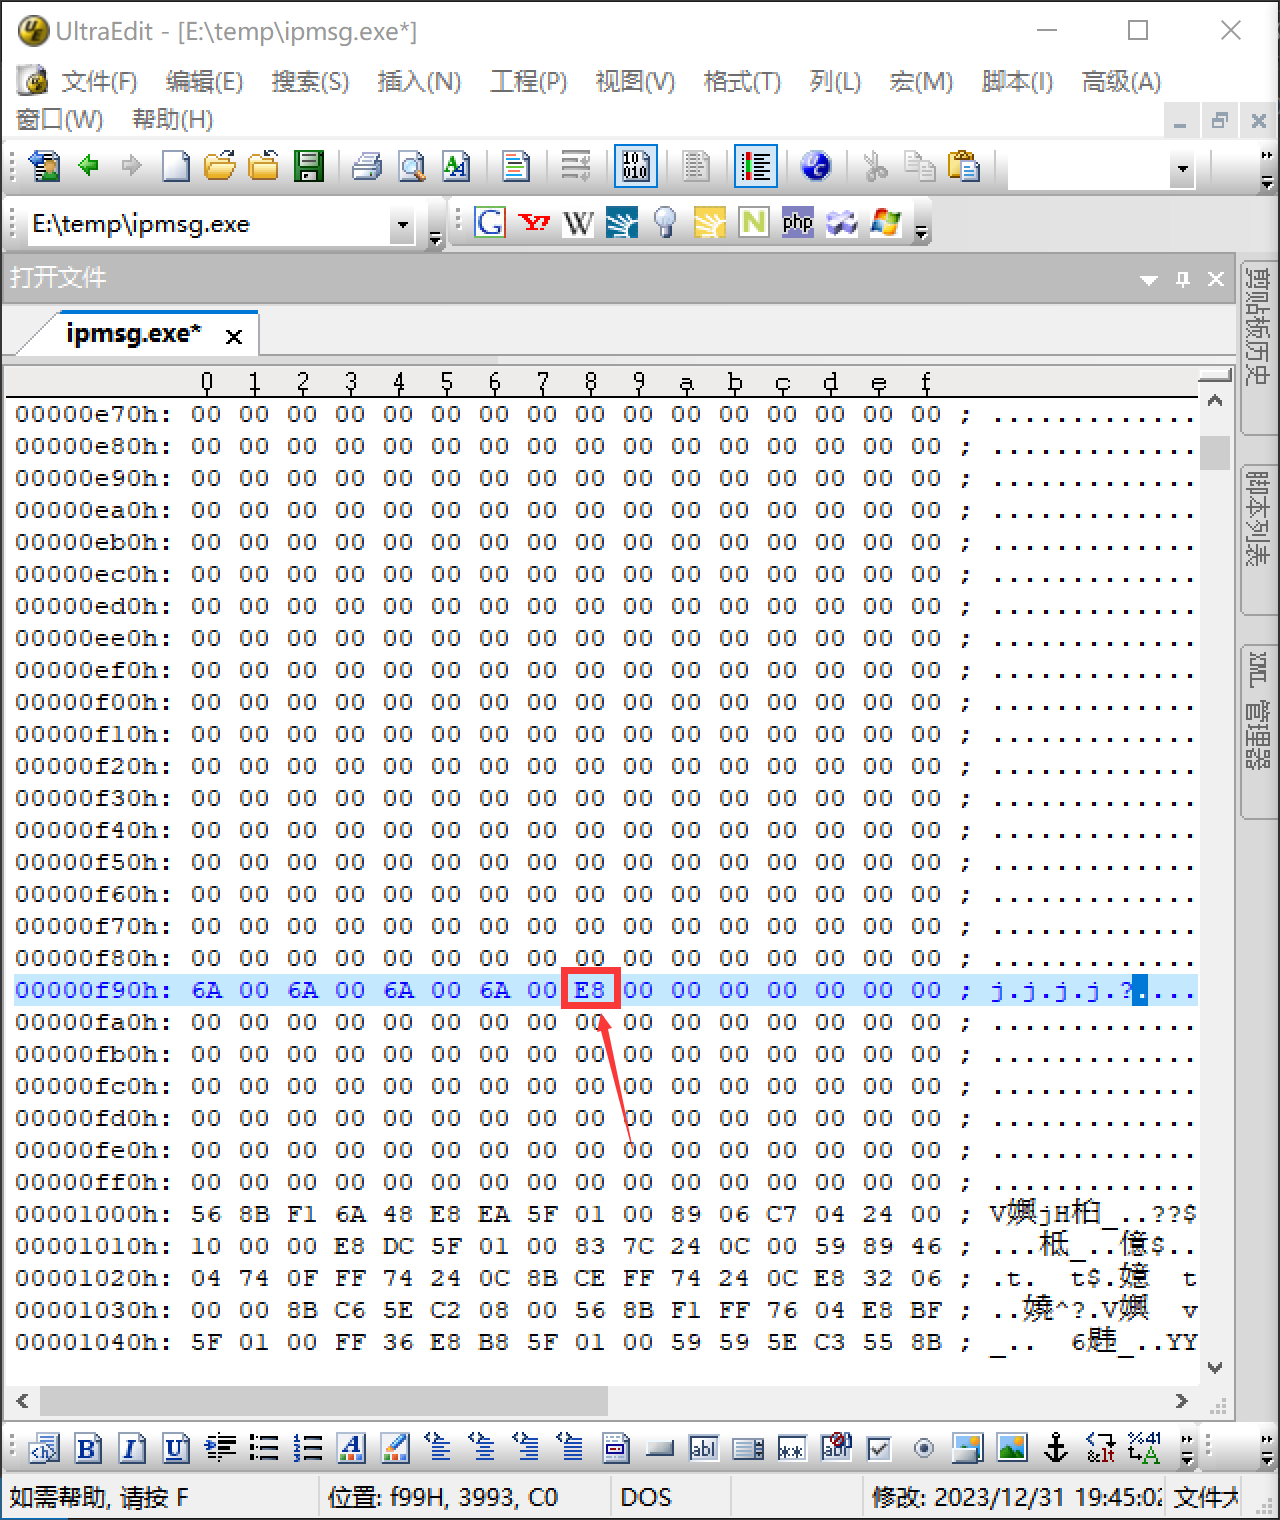 UltraEdit - [E:\temp\ipmsg.exe*]
文件(F) 编辑(E) 搜索(S) 插入(N) 工程(P) 视图(V) 格式(T) 列(L) 宏(M) 脚本(I) 高级(A)
窗口(W) 帮助(H)
E:\temp\ipmsg.exe
打开文件
ipmsg.exe*
0 1 2 3 4 5 6 7 8 9 a b c d e f
00000e70h: 00 00 00 00 00 00 00 00 00 00 00 00 00 00 00 00 ; .............
00000e80h: 00 00 00 00 00 00 00 00 00 00 00 00 00 00 00 00 ; .............
00000e90h: 00 00 00 00 00 00 00 00 00 00 00 00 00 00 00 00 ; .............
00000ea0h: 00 00 00 00 00 00 00 00 00 00 00 00 00 00 00 00 ; .............
00000eb0h: 00 00 00 00 00 00 00 00 00 00 00 00 00 00 00 00 ; .............
00000ec0h: 00 00 00 00 00 00 00 00 00 00 00 00 00 00 00 00 ; .............
00000ed0h: 00 00 00 00 00 00 00 00 00 00 00 00 00 00 00 00 ; .............
00000ee0h: 00 00 00 00 00 00 00 00 00 00 00 00 00 00 00 00 ; .............
00000ef0h: 00 00 00 00 00 00 00 00 00 00 00 00 00 00 00 00 ; .............
00000f00h: 00 00 00 00 00 00 00 00 00 00 00 00 00 00 00 00 ; .............
00000f10h: 00 00 00 00 00 00 00 00 00 00 00 00 00 00 00 00 ; .............
00000f20h: 00 00 00 00 00 00 00 00 00 00 00 00 00 00 00 00 ; .............
00000f30h: 00 00 00 00 00 00 00 00 00 00 00 00 00 00 00 00 ; .............
00000f40h: 00 00 00 00 00 00 00 00 00 00 00 00 00 00 00 00 ; .............
00000f50h: 00 00 00 00 00 00 00 00 00 00 00 00 00 00 00 00 ; .............
00000f60h: 00 00 00 00 00 00 00 00 00 00 00 00 00 00 00 00 ; .............
00000f70h: 00 00 00 00 00 00 00 00 00 00 00 00 00 00 00 00 ; .............
00000f80h: 00 00 00 00 00 00 00 00 00 00 00 00 00 00 00 00 ; .............
00000f90h: 6A 00 6A 00 6A 00 6A 00 E8 00 00 00 00 00 00 00 ; j.j.j.j.?....
00000fa0h: 00 00 00 00 00 00 00 00 00 00 00 00 00 00 00 00 ; .............
00000fb0h: 00 00 00 00 00 00 00 00 00 00 00 00 00 00 00 00 ; .............
00000fc0h: 00 00 00 00 00 00 00 00 00 00 00 00 00 00 00 00 ; .............
00000fd0h: 00 00 00 00 00 00 00 00 00 00 00 00 00 00 00 00 ; .............
00000fe0h: 00 00 00 00 00 00 00 00 00 00 00 00 00 00 00 00 ; .............
00000ff0h: 00 00 00 00 00 00 00 00 00 00 00 00 00 00 00 00 ; .............
00001000h: 56 8B F1 6A 48 E8 EA 5F 01 00 89 06 C7 04 24 00 ; _..??$
00001010h: 10 00 00 00 E8 DC 5F 01 00 83 7C 24 0C 00 59 89 46 ; ...柢_..億$..
00001020h: 04 74 0F FF 74 24 0C 8B CE FF 74 24 0C E8 32 06 ; .t. t$.嬑 t
00001030h: 00 00 8B C6 5E C2 08 00 56 8B F1 FF 76 04 E8 BF ; ..嬈^?.V v
00001040h: 5F 01 00 FF 36 E8 B8 5F 01 00 59 59 5E C3 55 8B ; _.. _..YY
剪贴板历史
脚本列表
XML 管理器
如需帮助, 请按 F 位置: f99H, 3993, C0 DOS 修改: 2023/12/31 19:45:02 文件大